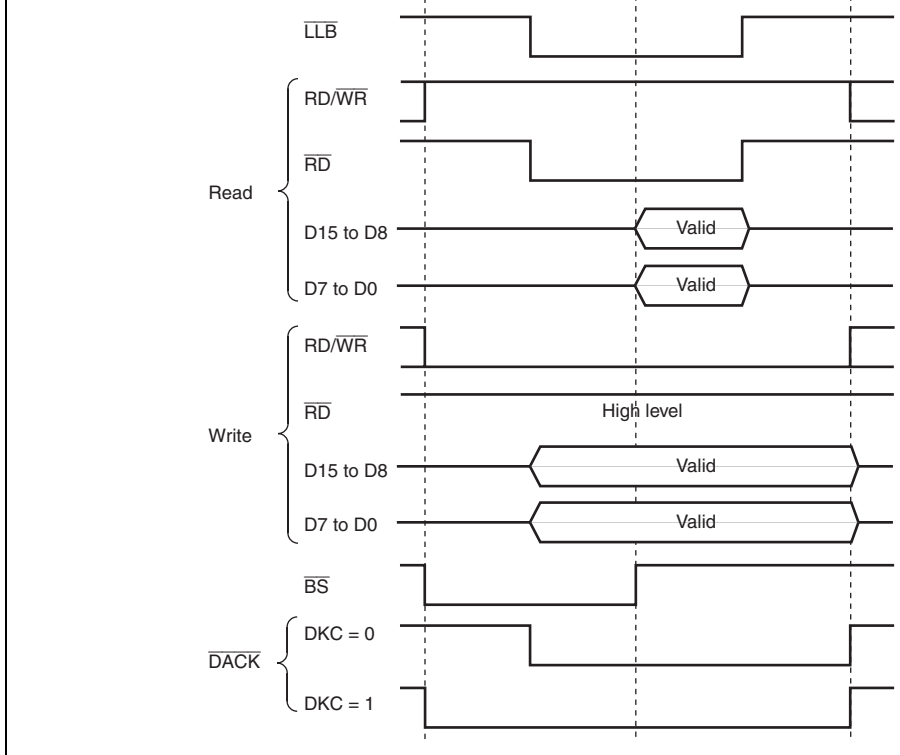 LLB
RD/WR
RD
Read
D15 to D8
Valid
D7 to D0
Valid
RD/WR
RD
High level
Write
D15 to D8
Valid
D7 to D0
Valid
BS
DKC = 0
DACK
DKC = 1